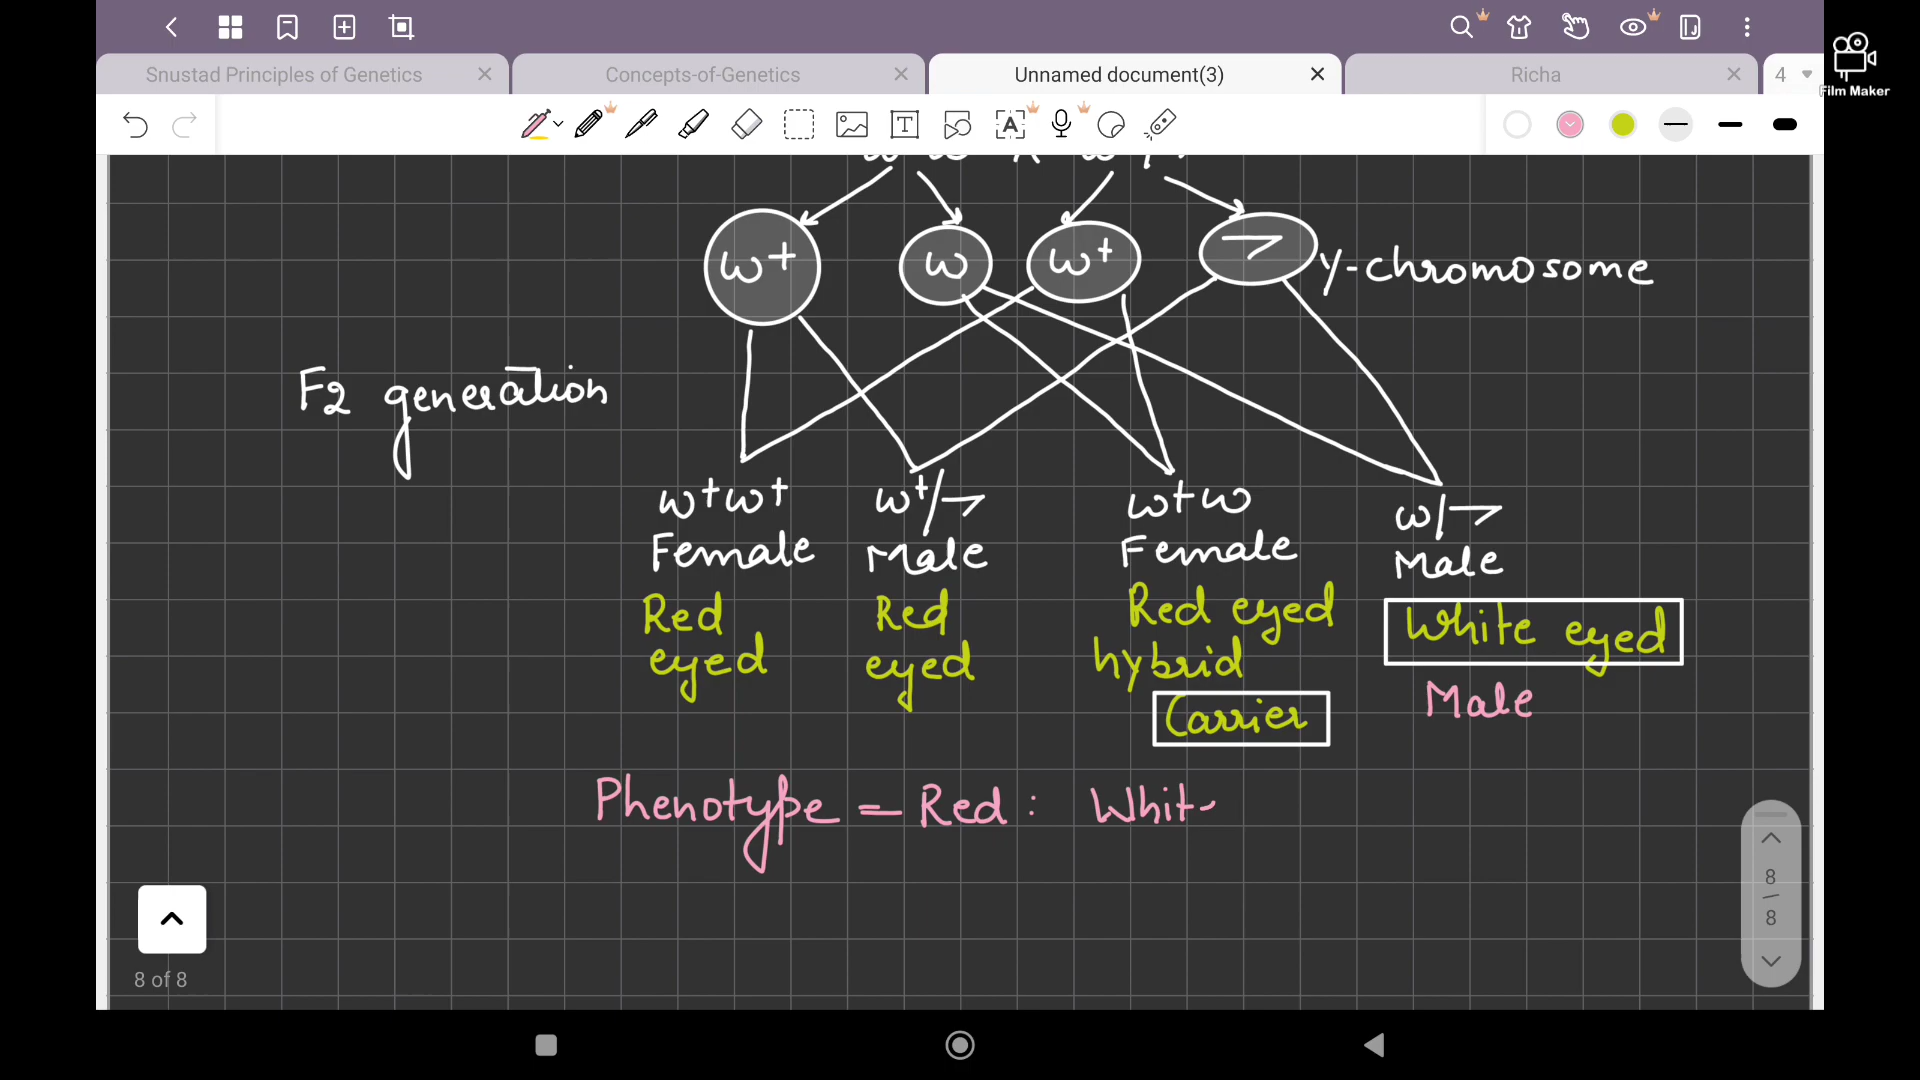 Snustad Principles of Genetics
Concepts-of-Genetics
Unnamed document(3)
Richa
4
Film Maker
w+ w w+ Y-chromosome
F2 generation
w+w+ w+/ w+w w/
Female Male Female Male
Red Red Red eyed White eyed
eyed eyed hybrid Male
Carrier
Phenotype = Red : Whit
8
8
8 of 8